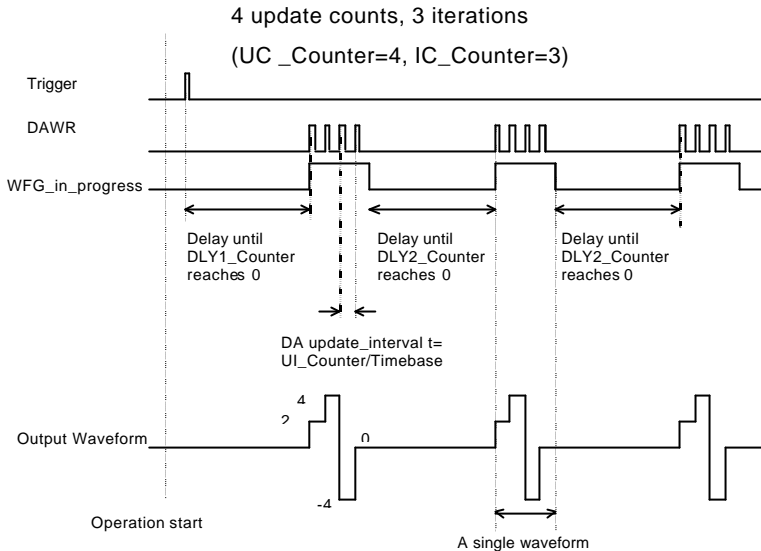 4 update counts, 3 iterations
(UC _Counter=4, IC_Counter=3)
Trigger
DAWR
WFG_in_progress
Delay until
DLY1_Counter
reaches 0
Delay until
DLY2_Counter
reaches 0
Delay until
DLY2_Counter
reaches 0
DA update_interval t=
UI_Counter/Timebase
4
2
0
Output Waveform
-4
Operation start
A single waveform